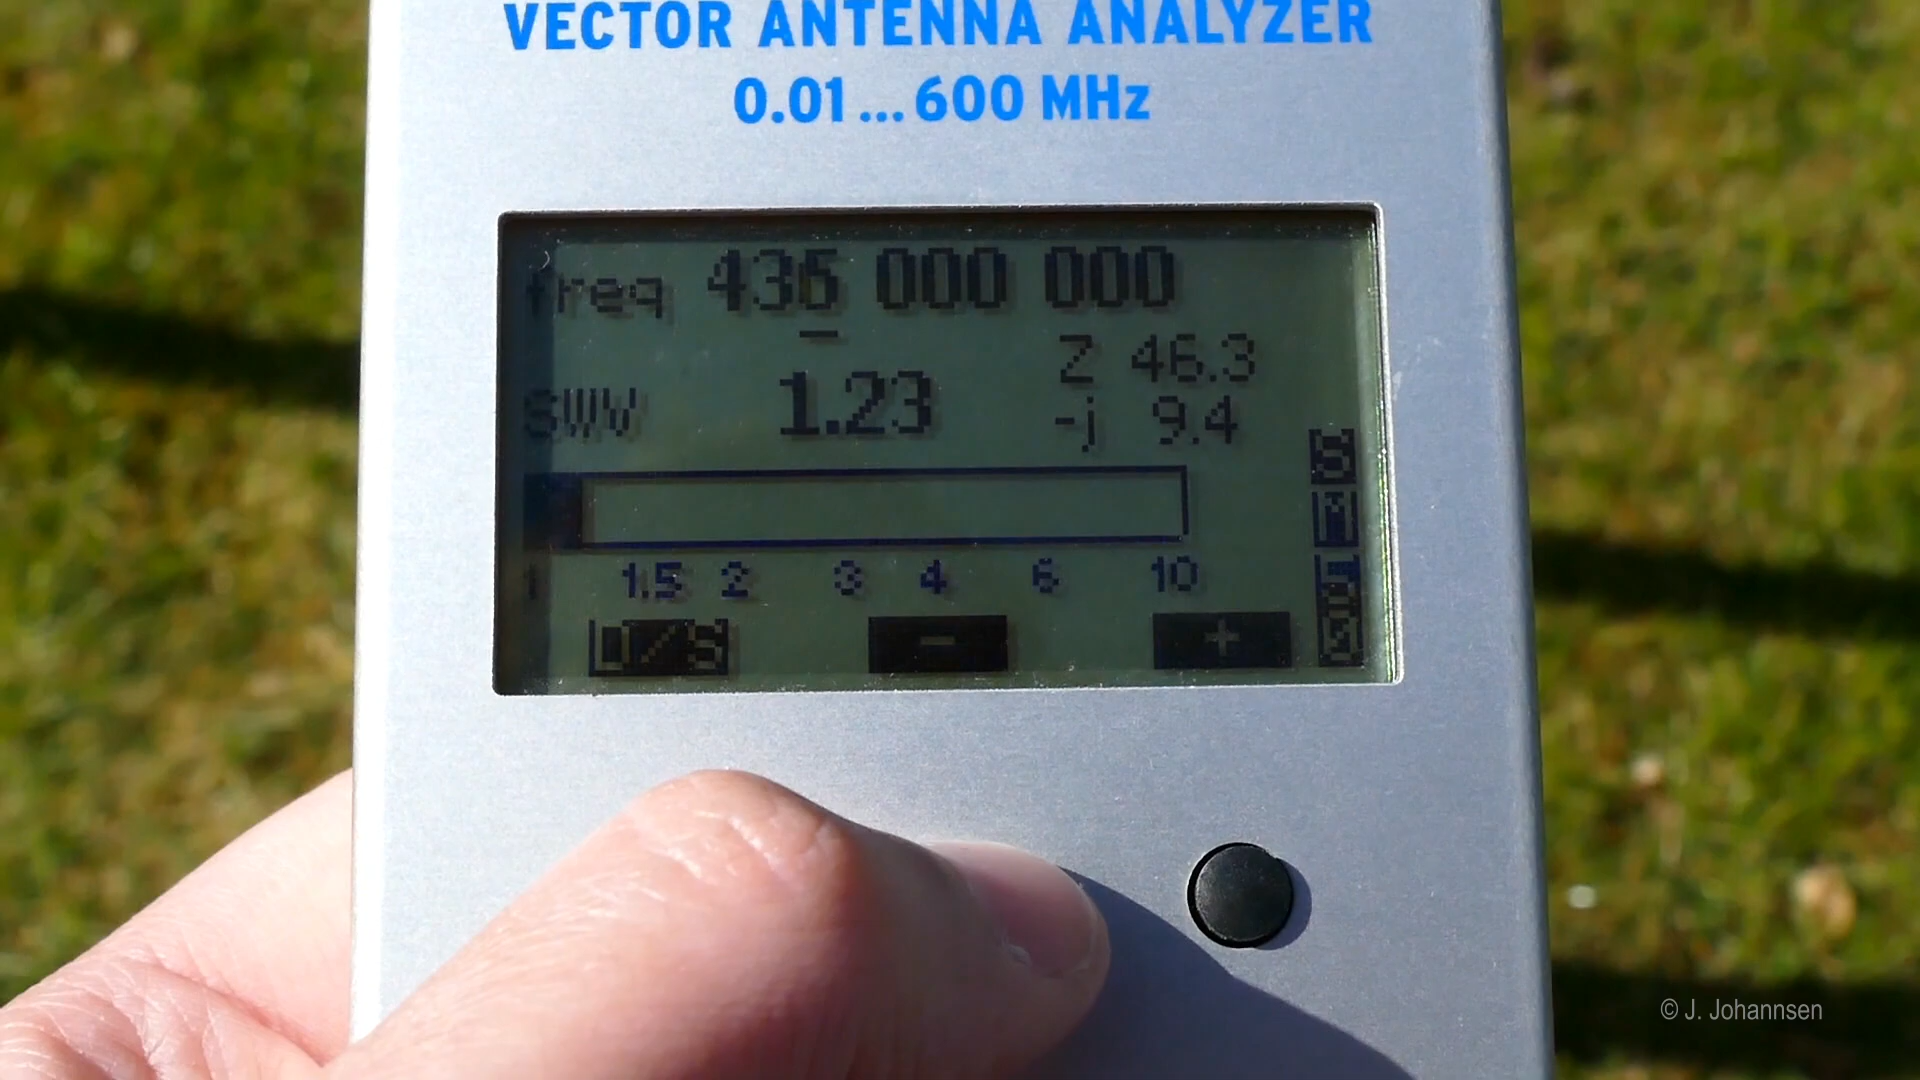 VECTOR ANTENNA ANALYZER
0.01...600 MHz
freq 435 000 000
Z 46.3
SWV 1.23
-j 9.4
1 1.5 2 3 4 6 10
U/S - +
© J. Johannsen